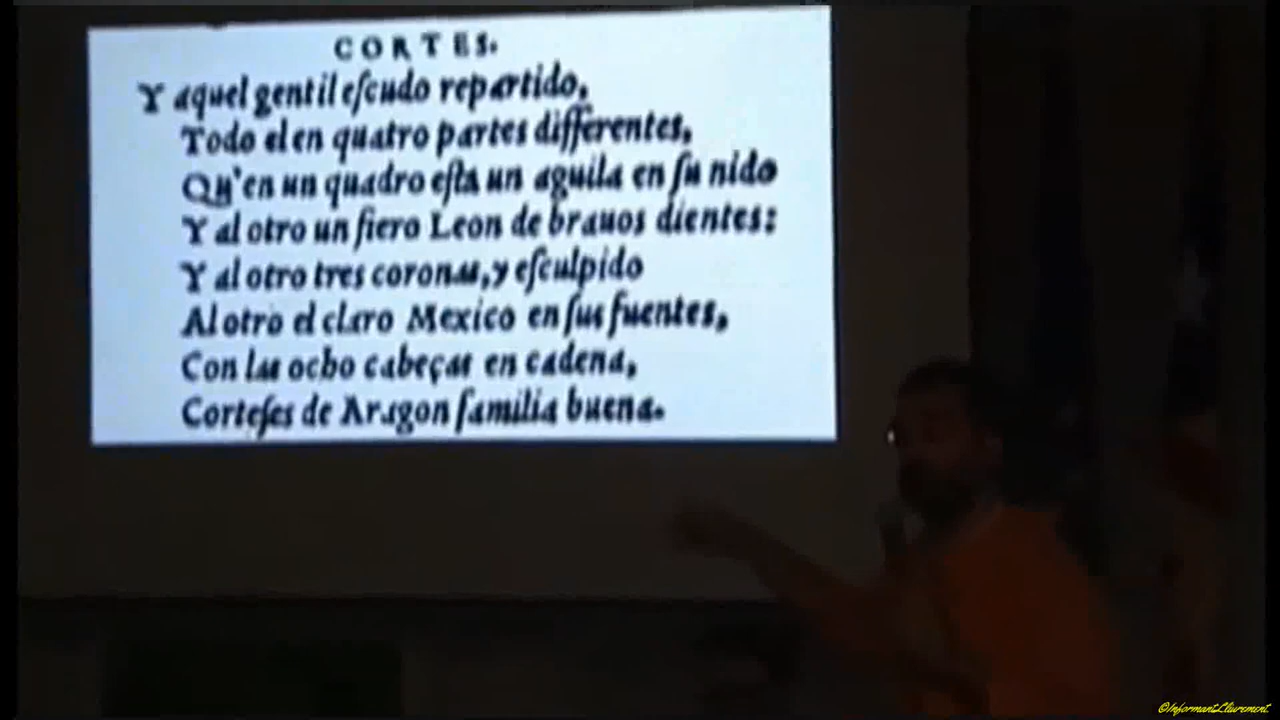 CORTES.
Y aquel gentil eſcudo repartido,
Todo el en quatro partes differentes,
Qu'en un quadro eſta un aguila en ſu nido
Y al otro un fiero Leon de brauos dientes:
Y al otro tres coronas, y eſculpido
Al otro el claro Mexico en ſus fuentes,
Con las ocho cabeças en cadena,
Corteſes de Aragon familia buena.
@InformantLliurement